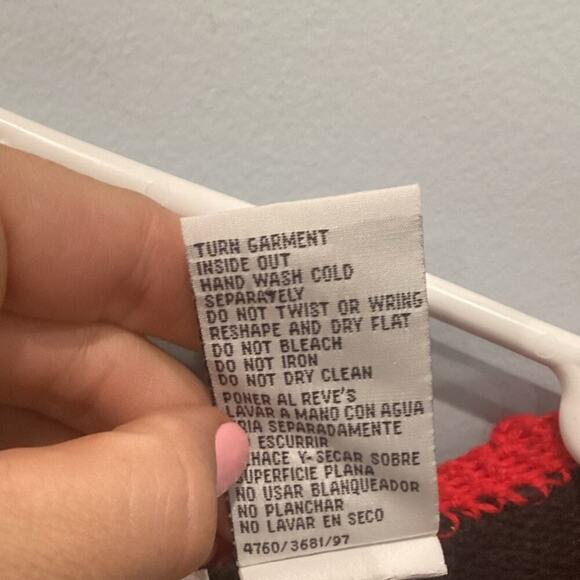 TURN GARMENT
INSIDE OUT
HAND WASH COLD
SEPARATELY
DO NOT TWIST OR WRING
RESHAPE AND DRY FLAT
DO NOT BLEACH
DO NOT IRON
DO NOT DRY CLEAN
PONER AL REVE'S
LAVAR A MANO CON AGUA
RIA SEPARADAMENTE
ESCURRIR
HACE Y-SECAR SOBRE
SUPERFICIE PLANA
NO USAR BLANQUEADOR
NO PLANCHAR
NO LAVAR EN SECO
4760/3681/97